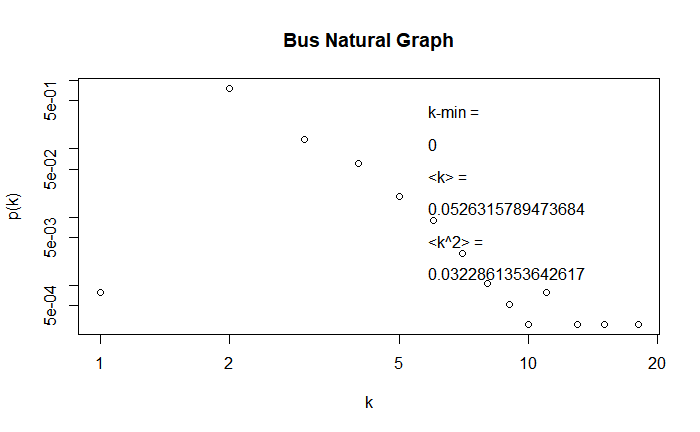 Bus Natural Graph
p(k)
5e-01
5e-02
5e-03
5e-04
k-min =
0
<k> =
0.0526315789473684
<k^2> =
0.0322861353642617
1 2 5 10 20
k